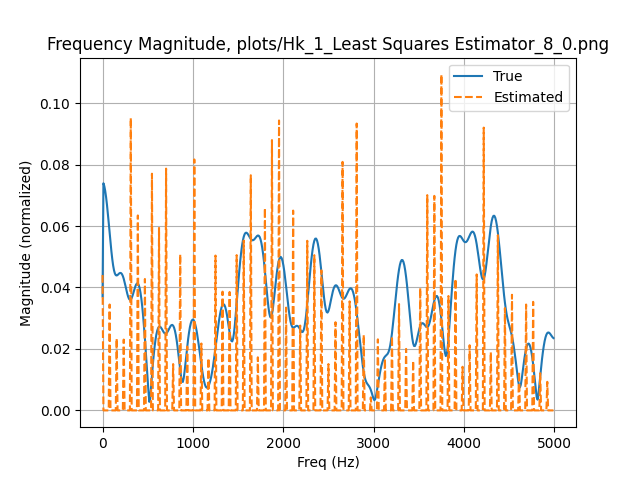 Frequency Magnitude, plots/Hk_1_Least Squares Estimator_8_0.png
True
Estimated
Magnitude (normalized)
0.10
0.08
0.06
0.04
0.02
0.00
0 1000 2000 3000 4000 5000
Freq (Hz)